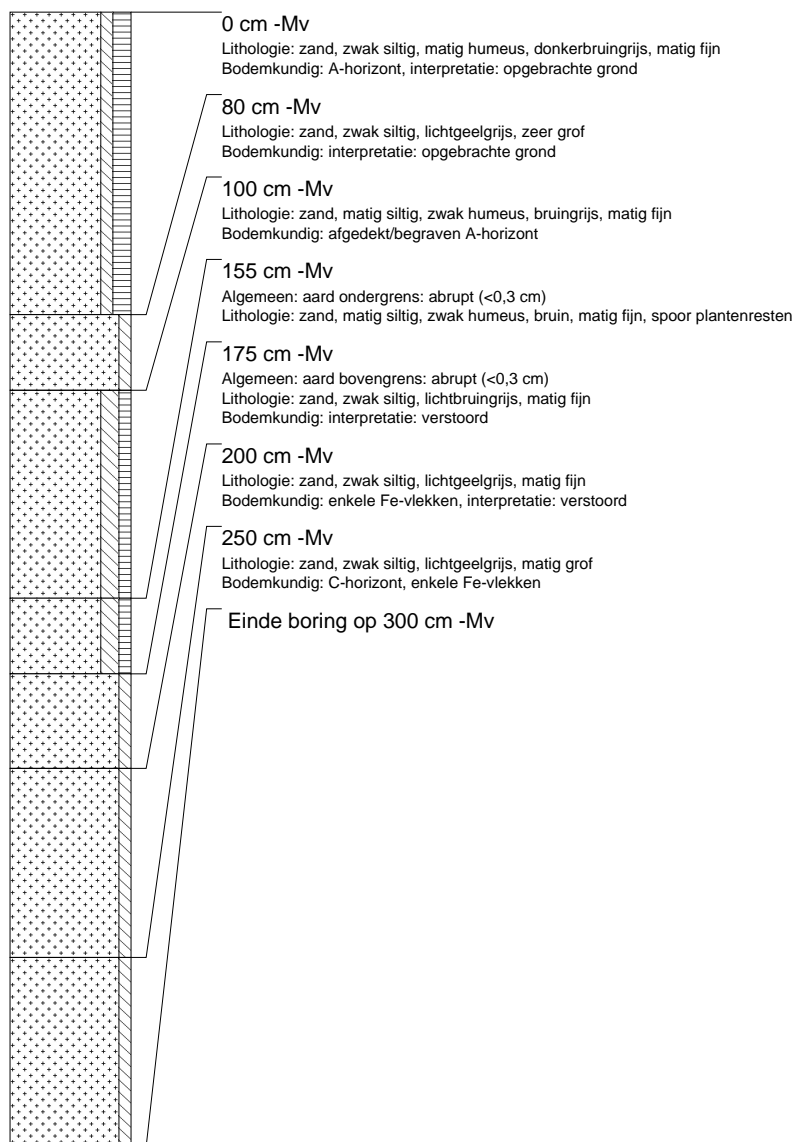 0 cm -Mv
Lithologie: zand, zwak siltig, matig humeus, donkerbruingrijs, matig fijn
Bodemkundig: A-horizont, interpretatie: opgebrachte grond
80 cm -Mv
Lithologie: zand, zwak siltig, lichtgeelgrijs, zeer grof
Bodemkundig: interpretatie: opgebrachte grond
100 cm -Mv
Lithologie: zand, matig siltig, zwak humeus, bruingrijs, matig fijn
Bodemkundig: afgedekt/begraven A-horizont
155 cm -Mv
Algemeen: aard ondergrens: abrupt (<0,3 cm)
Lithologie: zand, matig siltig, zwak humeus, bruin, matig fijn, spoor plantenresten
175 cm -Mv
Algemeen: aard bovengrens: abrupt (<0,3 cm)
Lithologie: zand, zwak siltig, lichtbruingrijs, matig fijn
Bodemkundig: interpretatie: verstoord
200 cm -Mv
Lithologie: zand, zwak siltig, lichtgeelgrijs, matig fijn
Bodemkundig: enkele Fe-vlekken, interpretatie: verstoord
250 cm -Mv
Lithologie: zand, zwak siltig, lichtgeelgrijs, matig grof
Bodemkundig: C-horizont, enkele Fe-vlekken
Einde boring op 300 cm -Mv